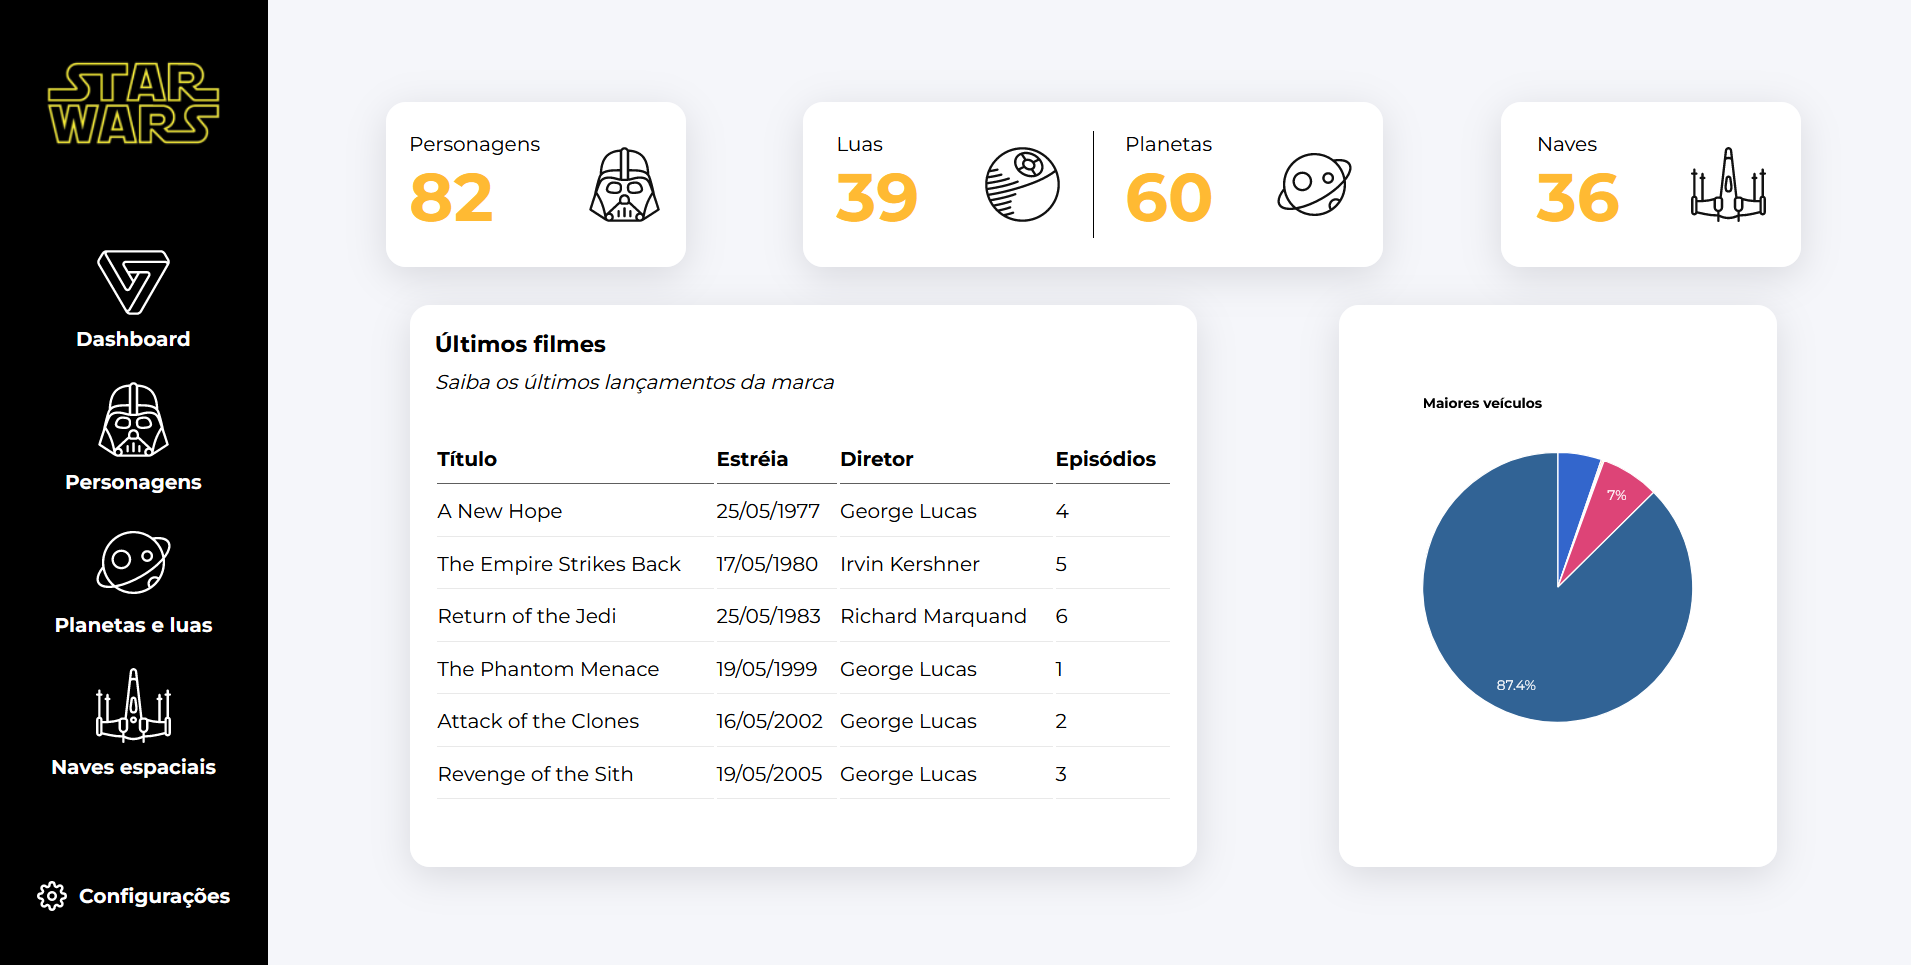 STAR
WARS
Dashboard
Personagens
Planetas e luas
Naves espaciais
Configurações
Personagens
82
Luas
39
Planetas
60
Naves
36
Últimos filmes
Saiba os últimos lançamentos da marca
Título Estréia Diretor Episódios
A New Hope 25/05/1977 George Lucas 4
The Empire Strikes Back 17/05/1980 Irvin Kershner 5
Return of the Jedi 25/05/1983 Richard Marquand 6
The Phantom Menace 19/05/1999 George Lucas 1
Attack of the Clones 16/05/2002 George Lucas 2
Revenge of the Sith 19/05/2005 George Lucas 3
Maiores veículos
7%
87.4%